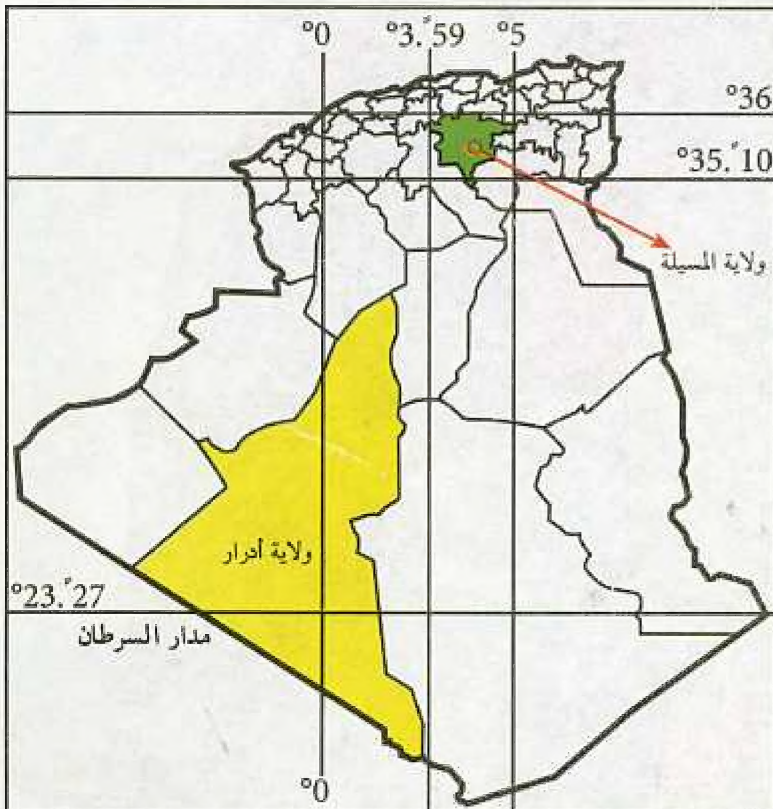 °0 °3.ً59 °5
°36
°35.ً10
ولاية المسيلة
ولاية أدرار
°23.ً27
مدار السرطان
°0